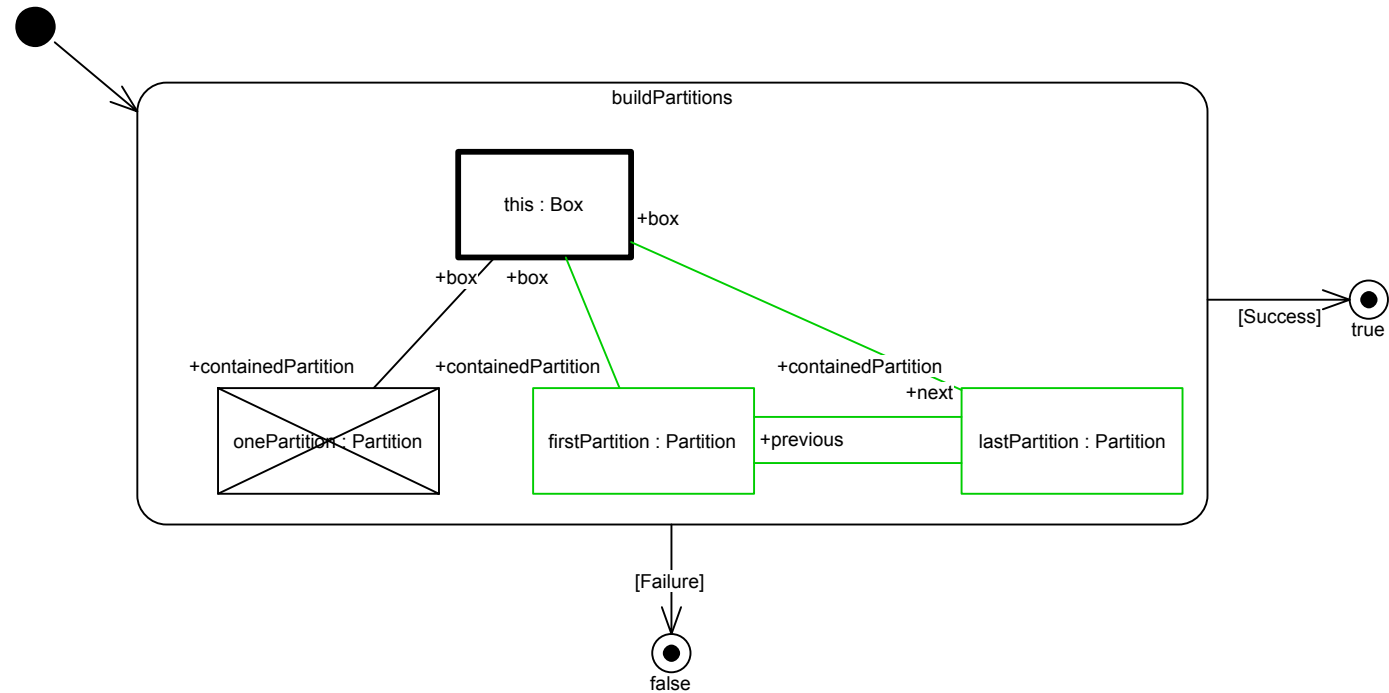 buildPartitions
this : Box
+box
+box
+box
[Success]
true
+containedPartition
+containedPartition
+containedPartition
+next
onePartition : Partition
firstPartition : Partition
+previous
lastPartition : Partition
[Failure]
false